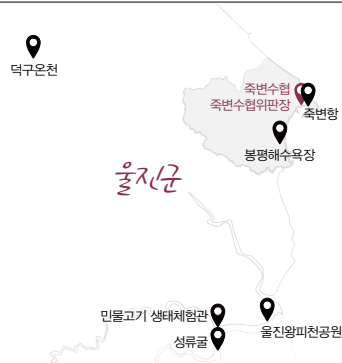 덕구온천
죽변수협
죽변수협위판장
죽변항
봉평해수욕장
울진군
민물고기 생태체험관
울진왕피천공원
성류굴